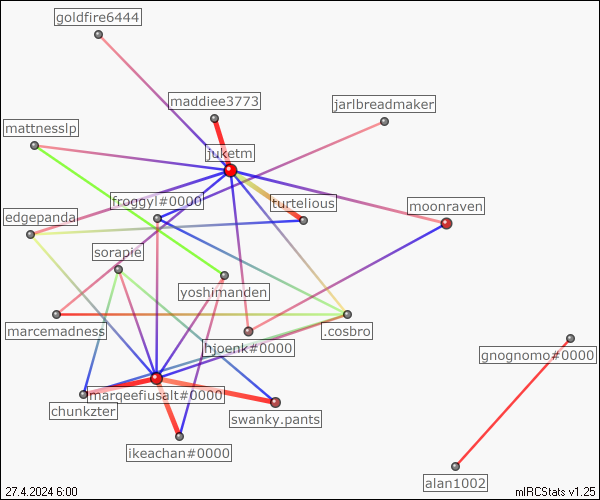 goldfire6444
maddiee3773
jarlbreadmaker
mattnesslp
juketm
froggyl#0000
turtelious
moonraven
edgepanda
sorapie
yoshimanden
marcemadness
.cosbro
hjoenk#0000
gnognomo#0000
marqeefiusalt#0000
chunkzter
swanky.pants
ikeachan#0000
alan1002
27.4.2024 6:00
mIRCStats v1.25